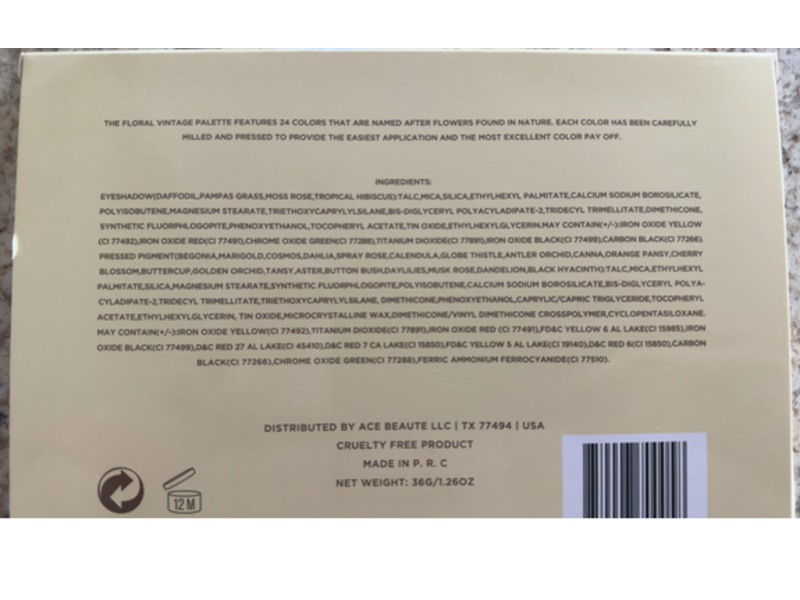 THE FLORAL VINTAGE PALETTE FEATURES 24 COLORS THAT ARE NAMED AFTER FLOWERS FOUND IN NATURE. EACH COLOR HAS BEEN CAREFULLY
MILLED AND PRESSED TO PROVIDE THE EASIEST APPLICATION AND THE MOST EXCELLENT COLOR PAY OFF.
INGREDIENTS:
EYESHADOW(DAFFODIL,PAMPAS GRASS,MOSS ROSE,TROPICAL HIBISCUS):TALC,MICA,SILICA,ETHYLHEXYL PALMITATE,CALCIUM SODIUM BOROSILICATE,
POLYISOBUTENE,MAGNESIUM STEARATE,TRIETHOXYCAPRYLYLSILANE,BIS-DIGLYCERYL POLYACYLADIPATE-2,TRIDECYL TRIMELLITATE,DIMETHICONE,
SYNTHETIC FLUORPHLOGOPITE,PHENOXYETHANOL,TOCOPHERYL ACETATE,TIN OXIDE,ETHYLHEXYLGLYCERIN.MAY CONTAIN(+/-):IRON OXIDE YELLOW
(CI 77492),IRON OXIDE RED(CI 77491),CHROME OXIDE GREEN(CI 77288),TITANIUM DIOXIDE(CI 77891),IRON OXIDE BLACK(CI 77499),CARBON BLACK(CI 77266).
PRESSED PIGMENT(BEGONIA,MARIGOLD,COSMOS,DAHLIA,SPRAY ROSE,CALENDULA,GLOBE THISTLE,ANTLER ORCHID,CANNA,ORANGE PANSY,CHERRY
BLOSSOM,BUTTERCUP,GOLDEN ORCHID,TANSY,ASTER,BUTTON BUSH,DAYLILIES,MUSK ROSE,DANDELION,BLACK HYACINTH):TALC,MICA,ETHYLHEXYL
PALMITATE,SILICA,MAGNESIUM STEARATE,SYNTHETIC FLUORPHLOGOPITE,POLYISOBUTENE,CALCIUM SODIUM BOROSILICATE,BIS-DIGLYCERYL POLYA-
CYLADIPATE-2,TRIDECYL TRIMELLITATE,TRIETHOXYCAPRYLYLSILANE, DIMETHICONE,PHENOXYETHANOL,CAPRYLIC/CAPRIC TRIGLYCERIDE,TOCOPHERYL
ACETATE,ETHYLHEXYLGLYCERIN, TIN OXIDE,MICROCRYSTALLINE WAX,DIMETHICONE/VINYL DIMETHICONE CROSSPOLYMER,CYCLOPENTASILOXANE.
MAY CONTAIN(+/-):IRON OXIDE YELLOW(CI 77492),TITANIUM DIOXIDE(CI 77891),IRON OXIDE RED (CI 77491),FD&C YELLOW 6 AL LAKE(CI 15985),IRON
OXIDE BLACK(CI 77499),D&C RED 27 AL LAKE(CI 45410),D&C RED 7 CA LAKE(CI 15850),FD&C YELLOW 5 AL LAKE(CI 19140),D&C RED 6(CI 15850),CARBON
BLACK(CI 77266),CHROME OXIDE GREEN(CI 77288),FERRIC AMMONIUM FERROCYANIDE(CI 77510).
DISTRIBUTED BY ACE BEAUTE LLC | TX 77494 | USA
CRUELTY FREE PRODUCT
MADE IN P. R. C
NET WEIGHT: 36G/1.26OZ
12 M